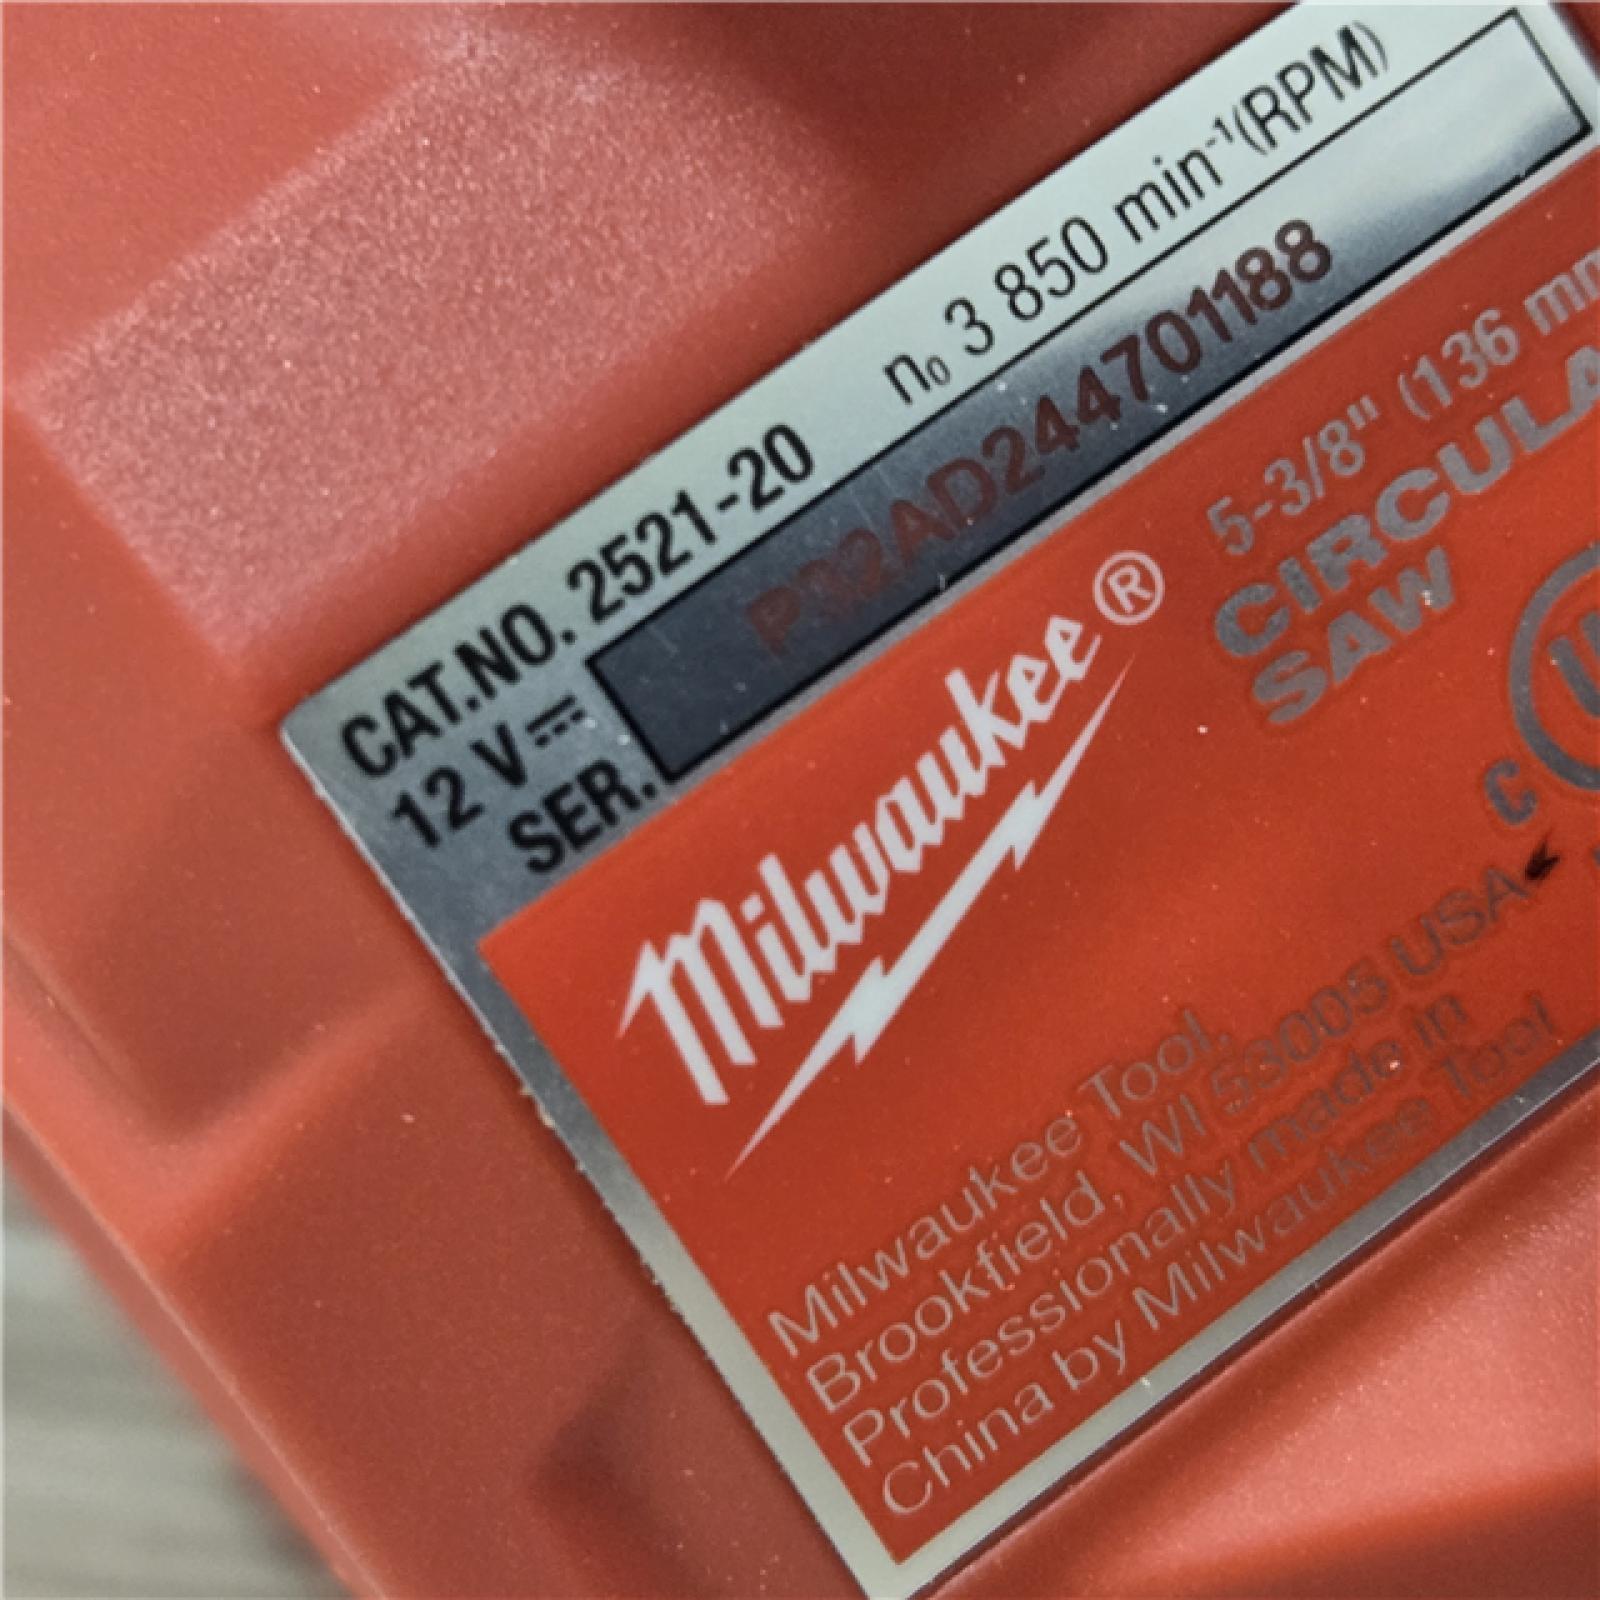 CAT.NO. 2521-20 n₀ 3 850 min⁻¹(RPM)
12 V⎓
SER. P32AD244701188
Milwaukee®
5-3/8" (136 mm
CIRCULA
SAW
C
Milwaukee Tool,
Brookfield, WI 53005 USA
Professionally made in
China by Milwaukee Tool